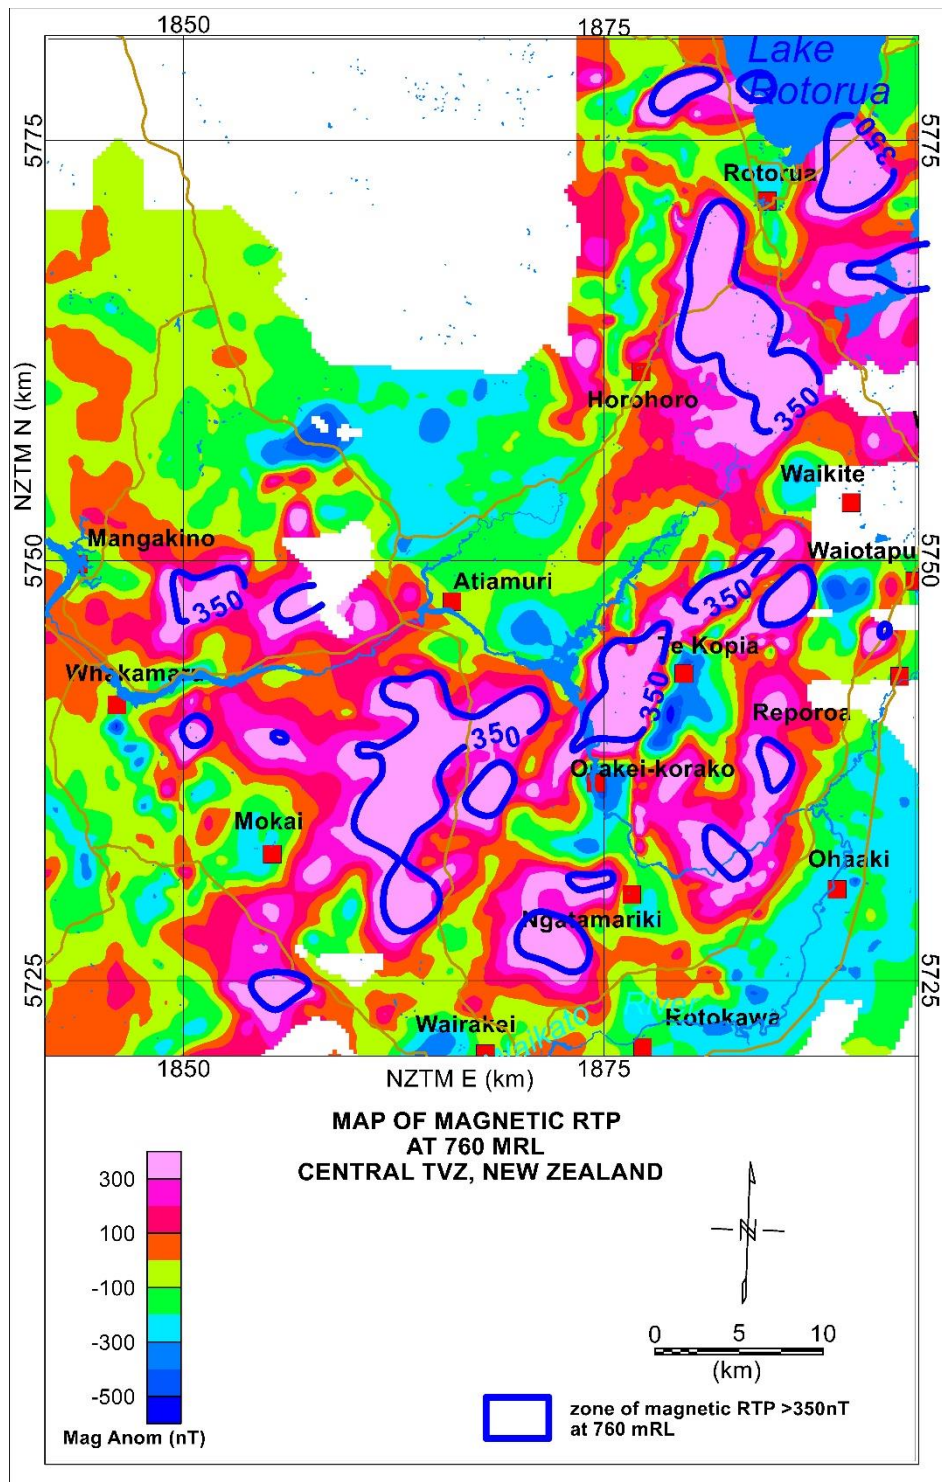 1850
1875
Lake
Rotorua
5775
5775
350
Rotorua
NZTM N (km)
Horohoro
350
Waikite
Mangakino
5750
Waiotapu
5750
Atiamuri
350
350
Te Kopia
Whakamaru
350
Reporoa
350
Orakei-korako
Mokai
Ohaaki
Ngatamariki
5725
5725
Wairakei
Waikato River
Rotokawa
1850
1875
NZTM E (km)
MAP OF MAGNETIC RTP
AT 760 MRL
CENTRAL TVZ, NEW ZEALAND
300
100
-100
-300
-500
Mag Anom (nT)
N
0 5 10
(km)
zone of magnetic RTP >350nT
at 760 mRL